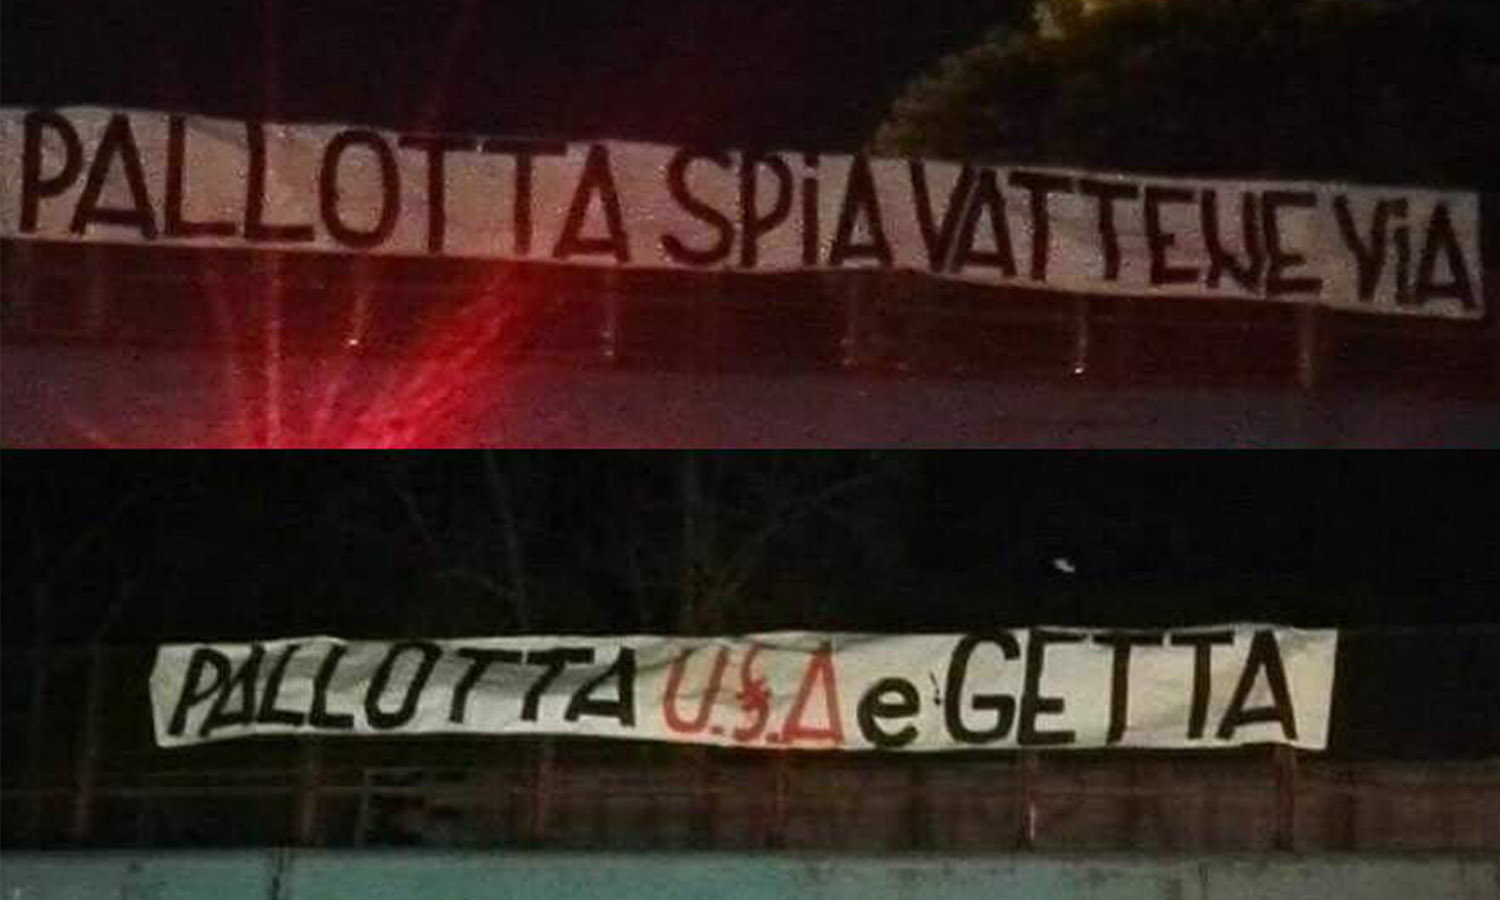 PALLOTTA SPiA VATTENE ViA
PALLOTTA U.S.A e GETTA